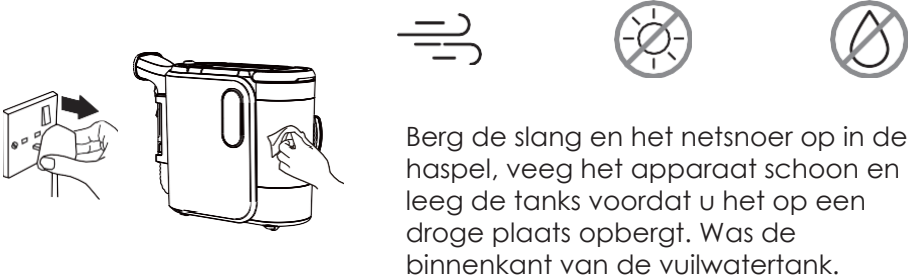 Berg de slang en het netsnoer op in de
haspel, veeg het apparaat schoon en
leeg de tanks voordat u het op een
droge plaats opbergt. Was de
binnenkant van de vuilwatertank.